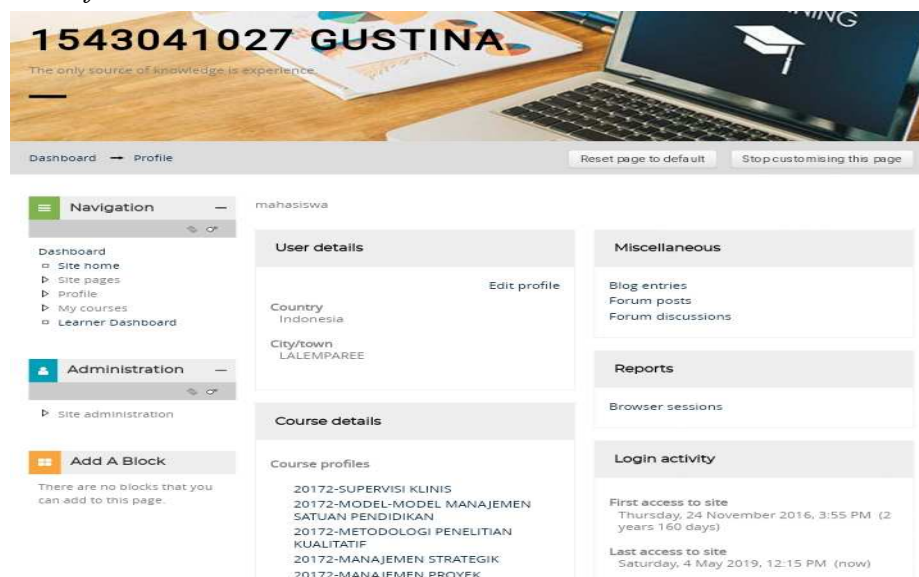 1543041027 GUSTINA
The only source of knowledge is experience.
Dashboard → Profile
Reset page to default
Stop customising this page
Navigation
Dashboard
Site home
Site pages
Profile
My courses
Learner Dashboard
Administration
Site administration
Add A Block
There are no blocks that you
can add to this page.
mahasiswa
User details
Edit profile
Country
Indonesia
City/town
LALEMPAREE
Course details
Course profiles
20172-SUPERVISI KLINIS
20172-MODEL-MODEL MANAJEMEN
SATUAN PENDIDIKAN
20172-METODOLOGI PENELITIAN
KUALITATIF
20172-MANAJEMEN STRATEGIK
20172-MANAJEMEN PROYEK
Miscellaneous
Blog entries
Forum posts
Forum discussions
Reports
Browser sessions
Login activity
First access to site
Thursday, 24 November 2016, 3:55 PM (2
years 160 days)
Last access to site
Saturday, 4 May 2019, 12:15 PM (now)